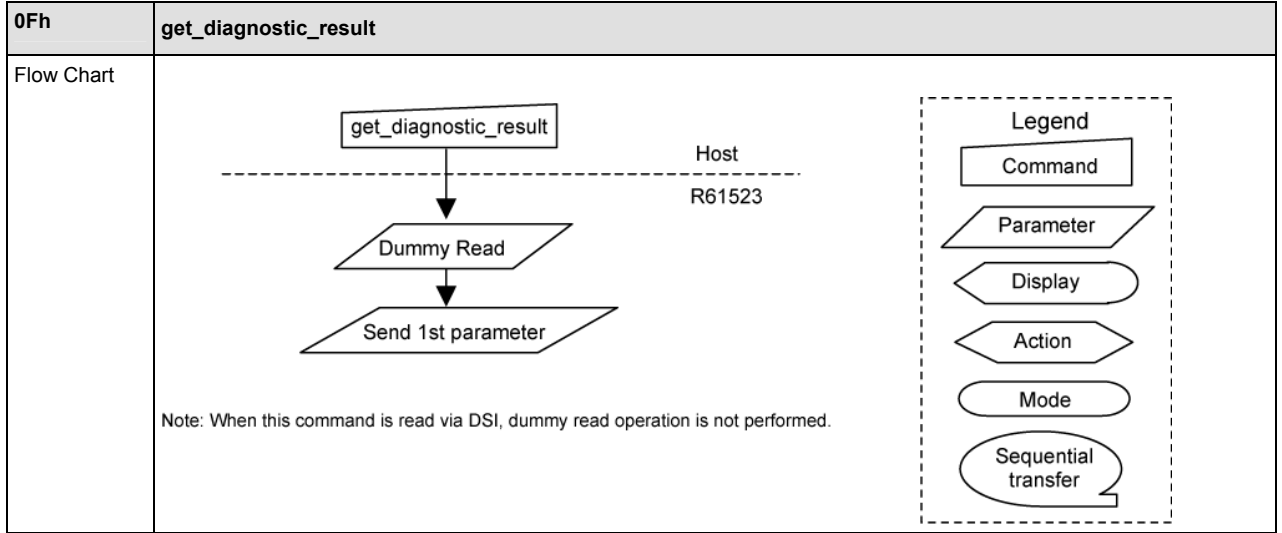 0Fh
get_diagnostic_result
Flow Chart
get_diagnostic_result
Host
R61523
Dummy Read
Send 1st parameter
Note: When this command is read via DSI, dummy read operation is not performed.
Legend
Command
Parameter
Display
Action
Mode
Sequential
transfer